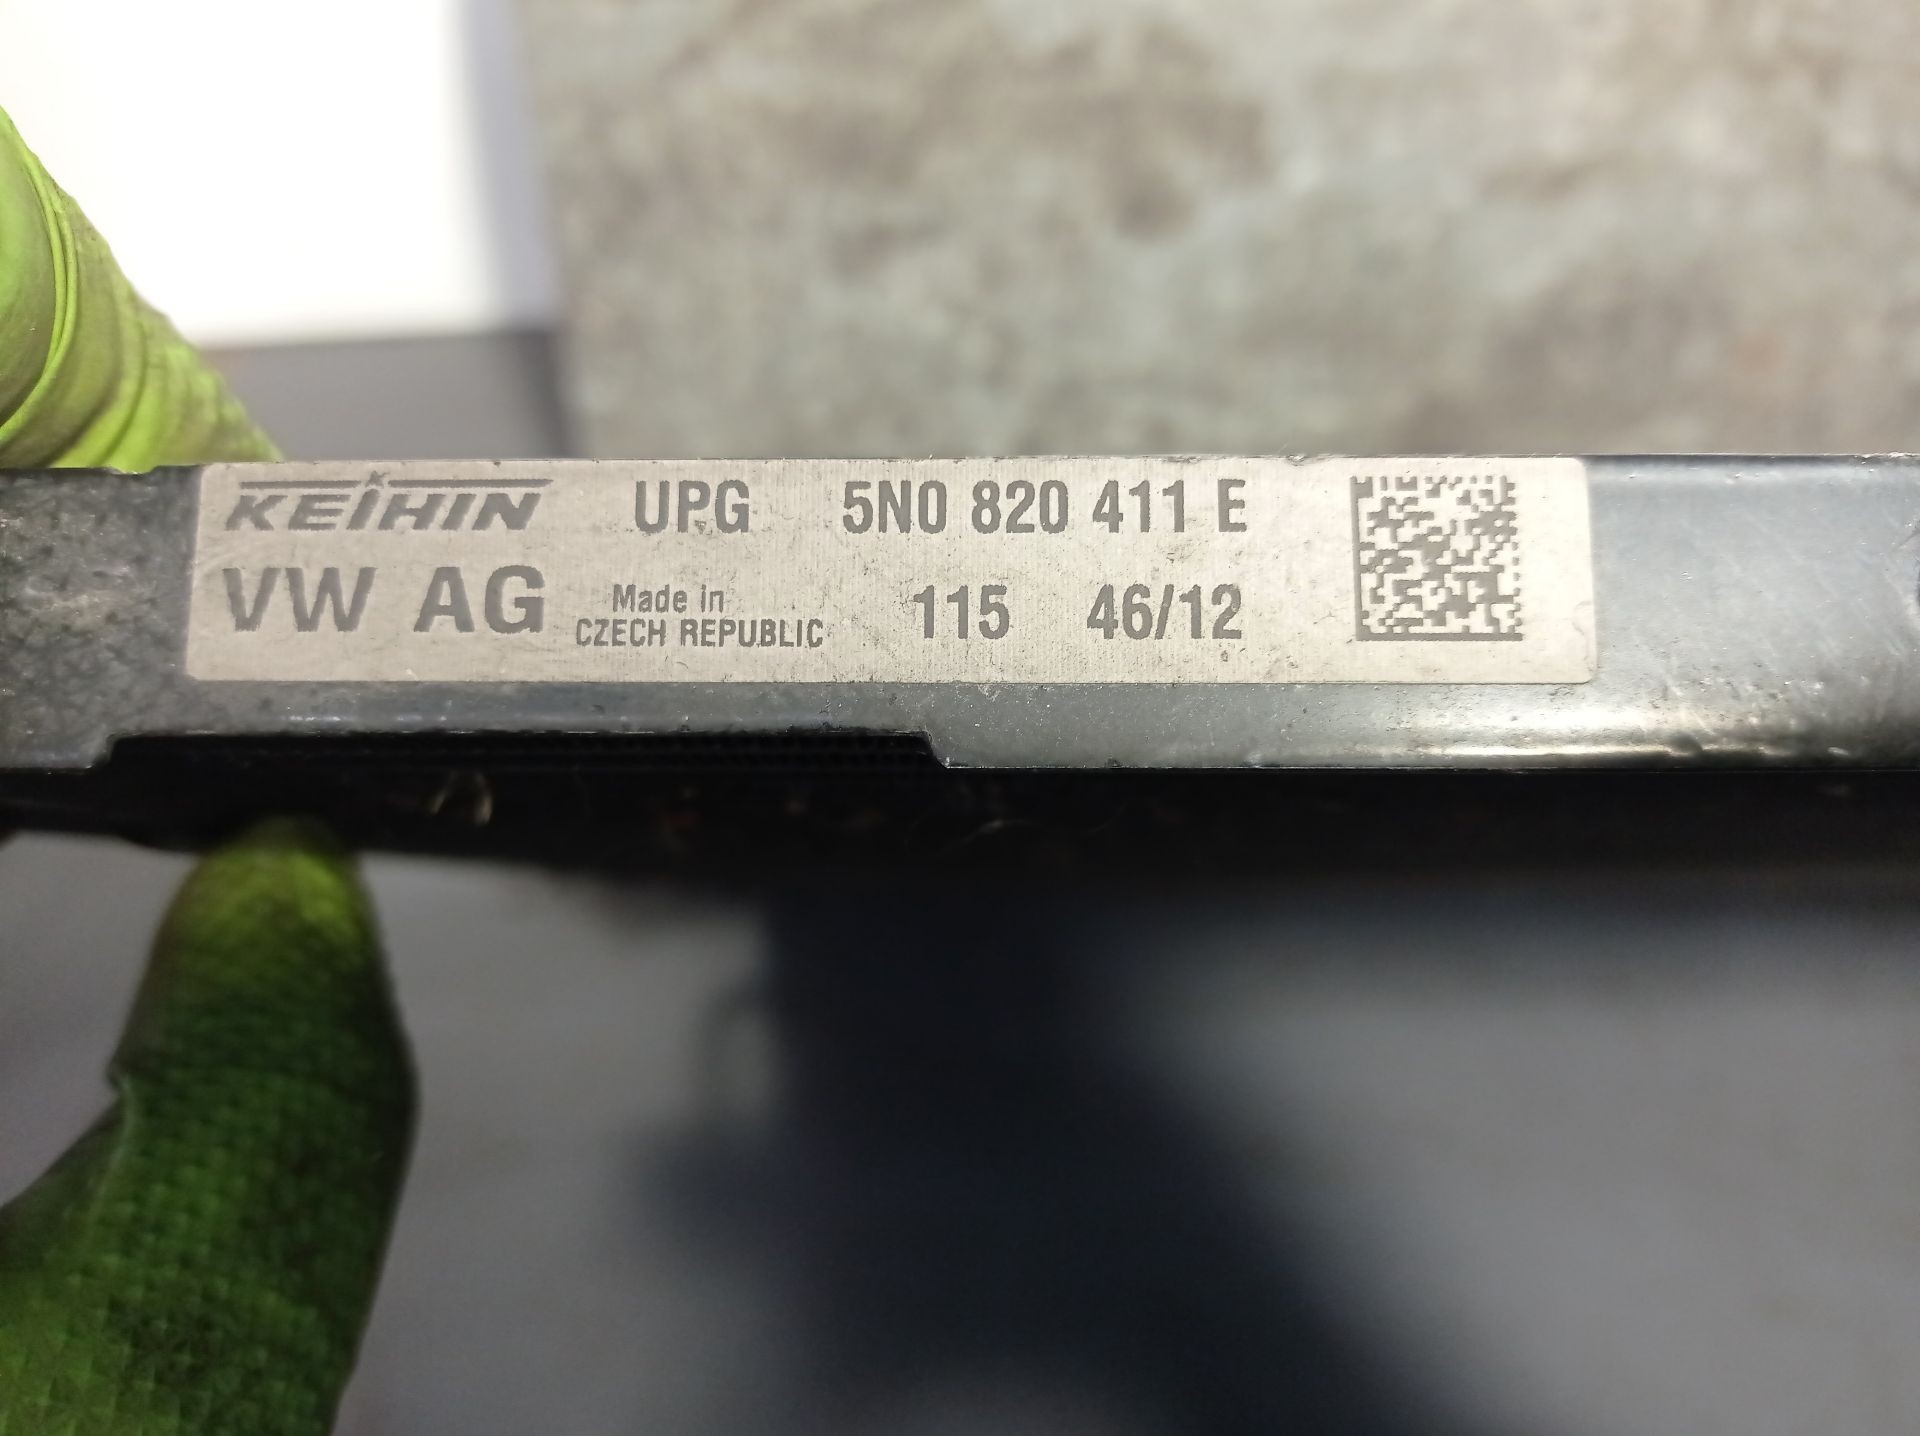 KEIHIN UPG 5N0 820 411 E
VW AG Made in CZECH REPUBLIC 115 46/12